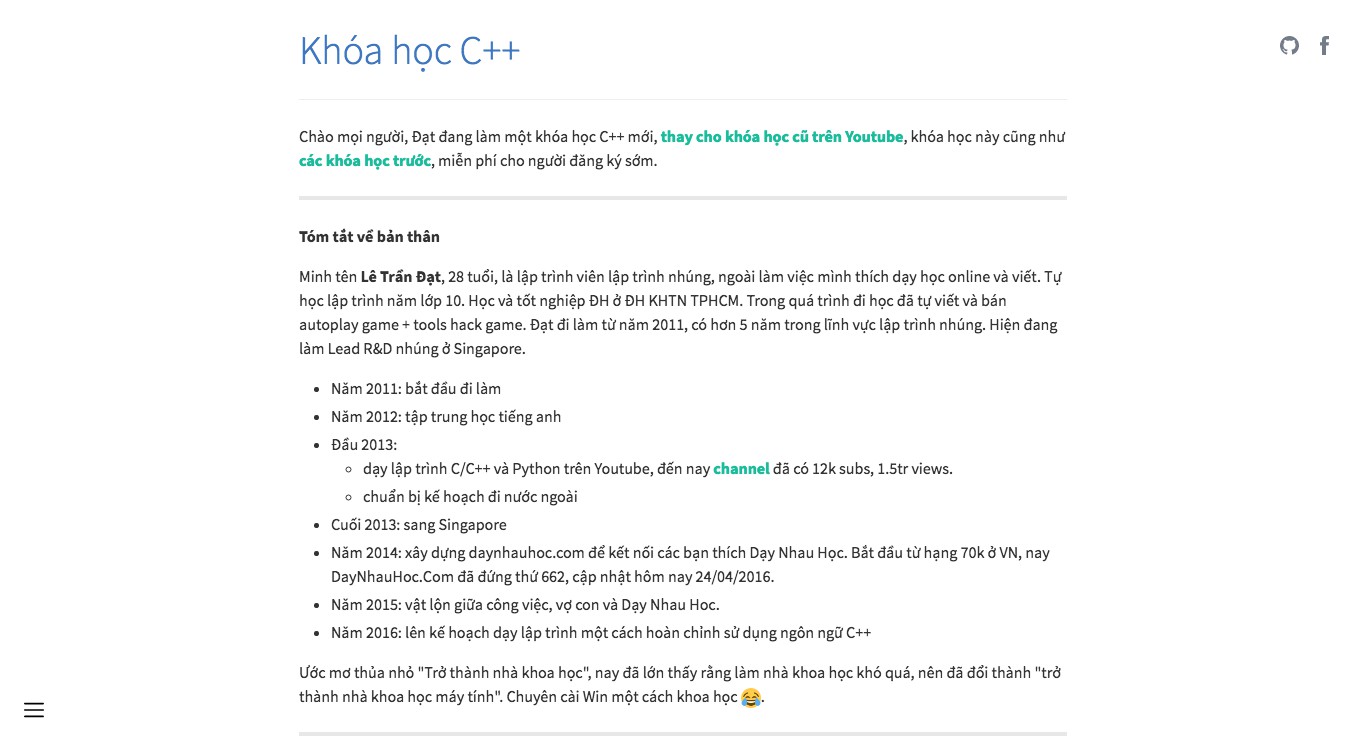 Khóa học C++
Chào mọi người, Đạt đang làm một khóa học C++ mới, thay cho khóa học cũ trên Youtube, khóa học này cũng như
các khóa học trước, miễn phí cho người đăng ký sớm.
Tóm tắt về bản thân
Minh tên Lê Trần Đạt, 28 tuổi, là lập trình viên lập trình nhúng, ngoài làm việc mình thích dạy học online và viết. Tự
học lập trình năm lớp 10. Học và tốt nghiệp ĐH ở ĐH KHTN TPHCM. Trong quá trình đi học đã tự viết và bán
autoplay game + tools hack game. Đạt đi làm từ năm 2011, có hơn 5 năm trong lĩnh vực lập trình nhúng. Hiện đang
làm Lead R&D nhúng ở Singapore.
• Năm 2011: bắt đầu đi làm
• Năm 2012: tập trung học tiếng anh
• Đầu 2013:
◦ dạy lập trình C/C++ và Python trên Youtube, đến nay channel đã có 12k subs, 1.5tr views.
◦ chuẩn bị kế hoạch đi nước ngoài
• Cuối 2013: sang Singapore
• Năm 2014: xây dựng daynhauhoc.com để kết nối các bạn thích Dạy Nhau Học. Bắt đầu từ hạng 70k ở VN, nay
DayNhauHoc.Com đã đứng thứ 662, cập nhật hôm nay 24/04/2016.
• Năm 2015: vật lộn giữa công việc, vợ con và Dạy Nhau Hoc.
• Năm 2016: lên kế hoạch dạy lập trình một cách hoàn chỉnh sử dụng ngôn ngữ C++
Ước mơ thủa nhỏ "Trở thành nhà khoa học", nay đã lớn thấy rằng làm nhà khoa học khó quá, nên đã đổi thành "trở
thành nhà khoa học máy tính". Chuyên cài Win một cách khoa học 😂.